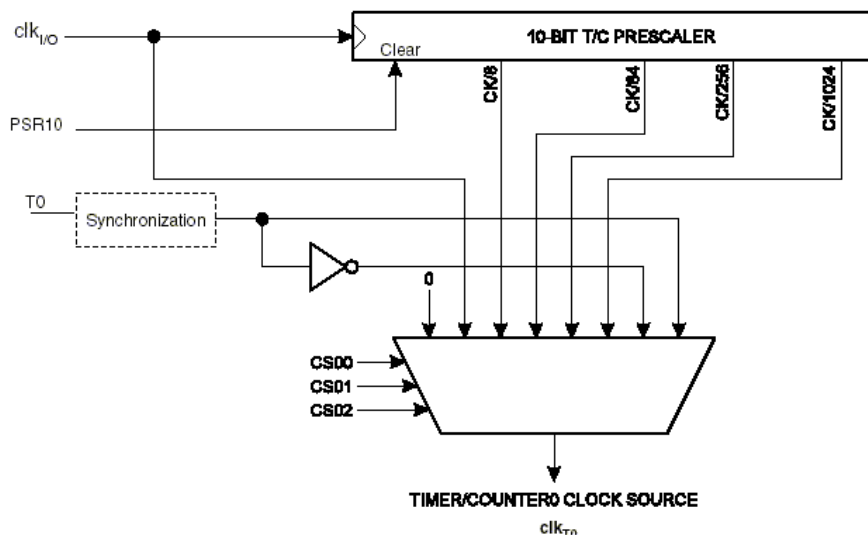 clkI/O
10-BIT T/C PRESCALER
Clear
PSR10
CK/8
CK/64
CK/256
CK/1024
T0
Synchronization
0
CS00
CS01
CS02
TIMER/COUNTER0 CLOCK SOURCE
clkT0